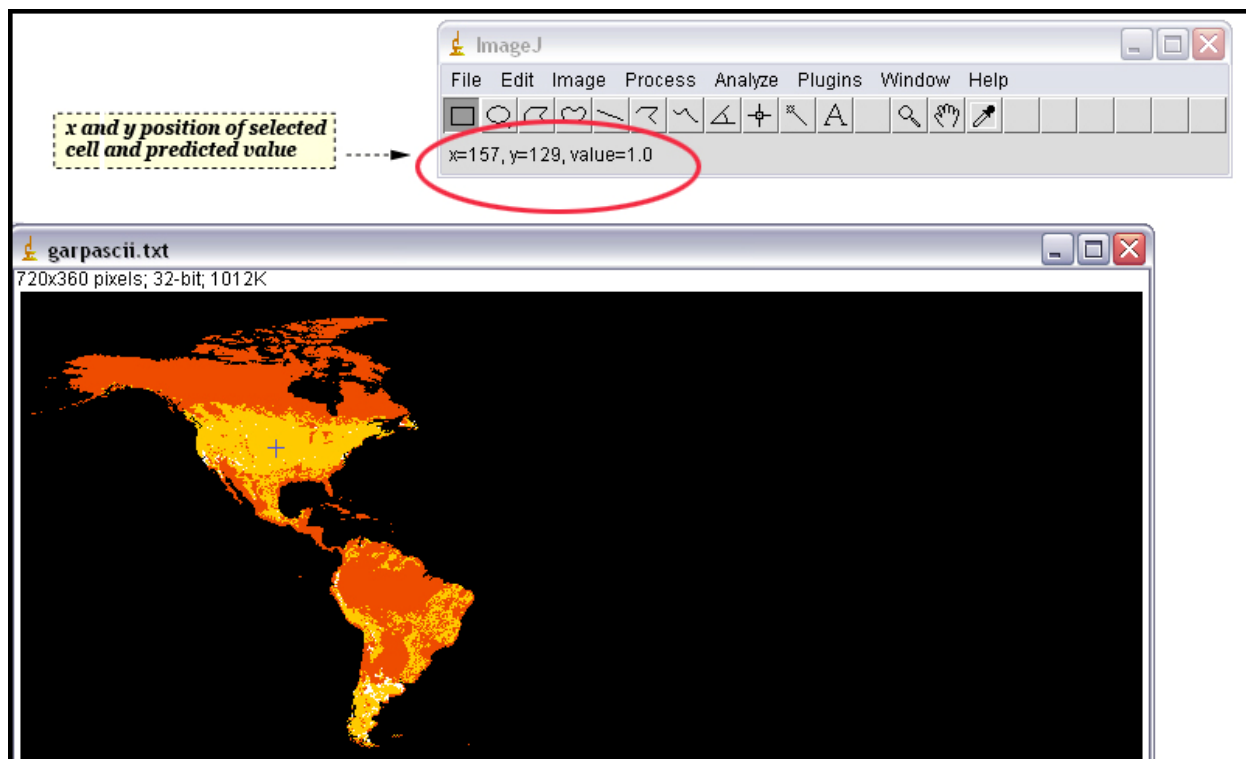 ImageJ
File Edit Image Process Analyze Plugins Window Help
A
x and y position of selected
cell and predicted value
x=157, y=129, value=1.0
garpascii.txt
720x360 pixels; 32-bit; 1012K